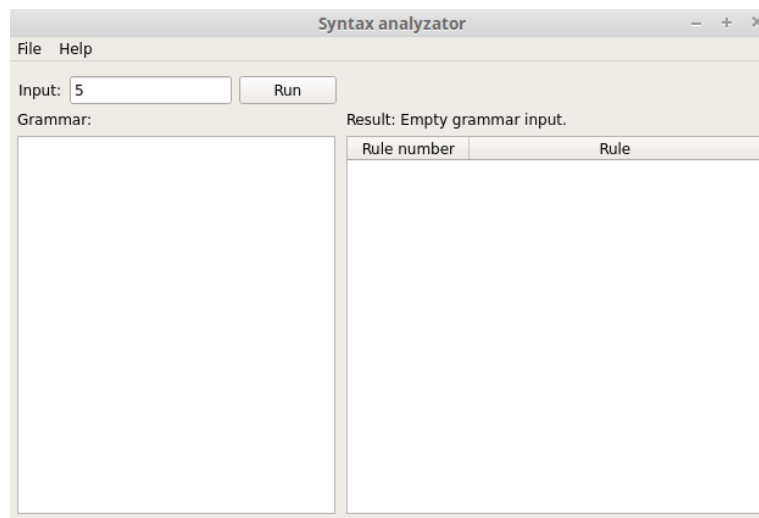 Syntax analyzator
File Help
Input: 5 Run
Grammar: Result: Empty grammar input.
Rule number Rule